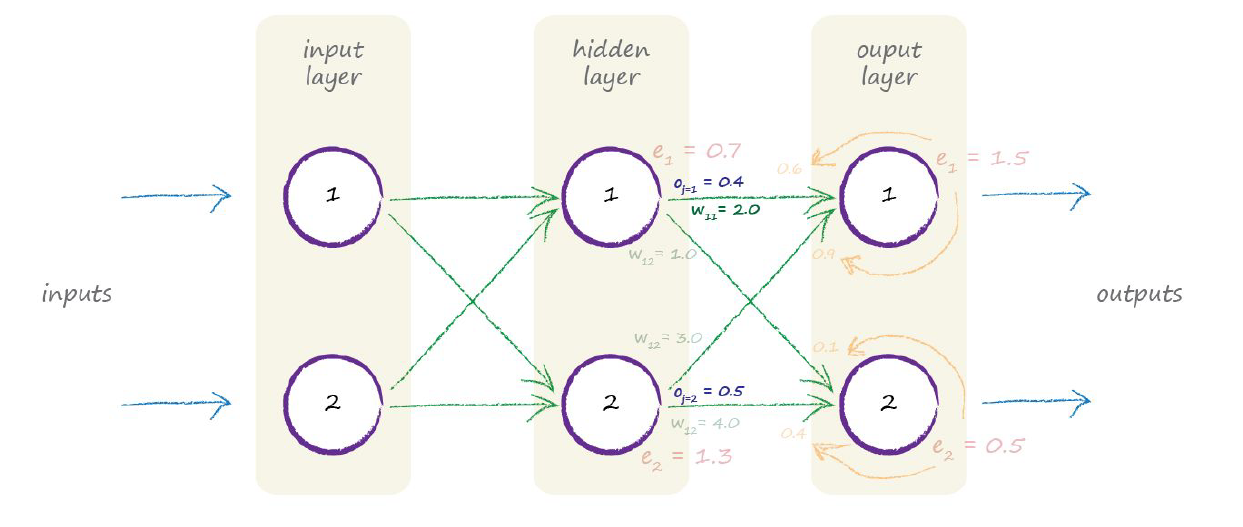 input
layer
hidden
layer
ouput
layer
e1 = 0.7
e1 = 1.5
0.6
oj=1 = 0.4
1
1
1
w11= 2.0
w12= 1.0
0.9
inputs
outputs
w12= 3.0
0.1
oj=2 = 0.5
2
2
2
w12= 4.0
0.4
e2 = 0.5
e2 = 1.3